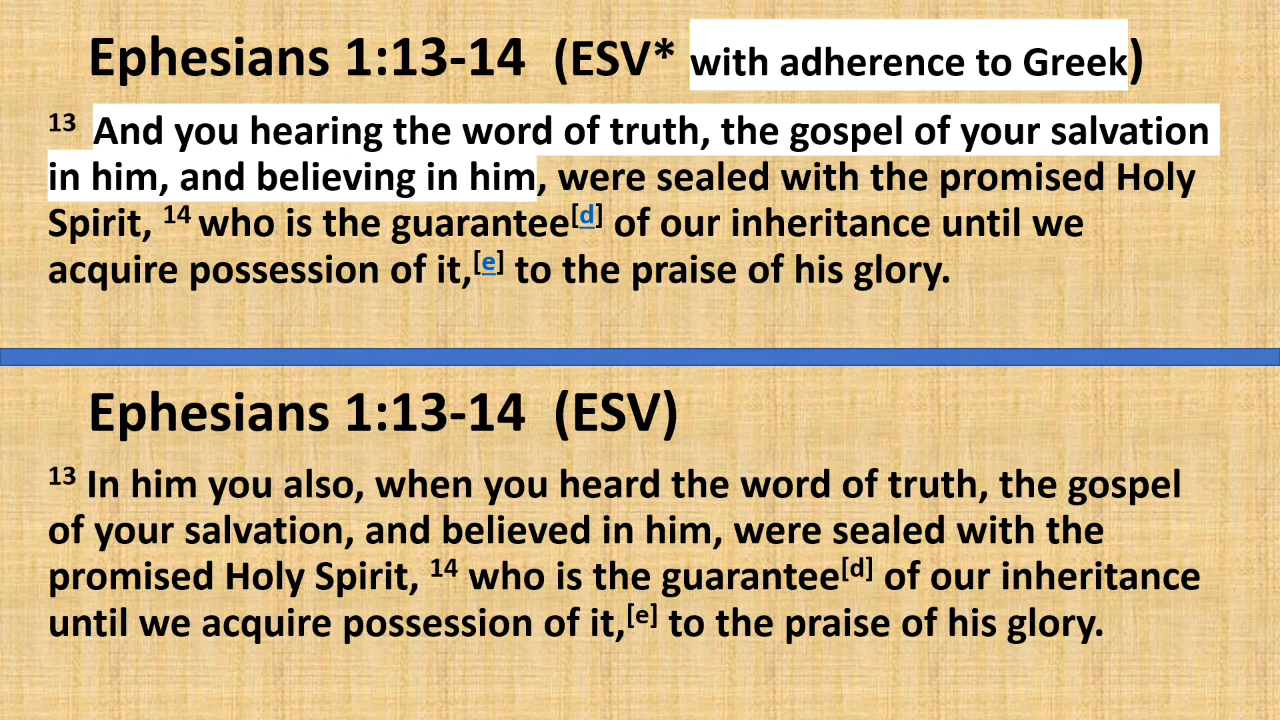 Ephesians 1:13-14 (ESV* with adherence to Greek)
13 And you hearing the word of truth, the gospel of your salvation
in him, and believing in him, were sealed with the promised Holy
Spirit, 14 who is the guarantee[d] of our inheritance until we
acquire possession of it,[e] to the praise of his glory.
Ephesians 1:13-14 (ESV)
13 In him you also, when you heard the word of truth, the gospel
of your salvation, and believed in him, were sealed with the
promised Holy Spirit, 14 who is the guarantee[d] of our inheritance
until we acquire possession of it,[e] to the praise of his glory.